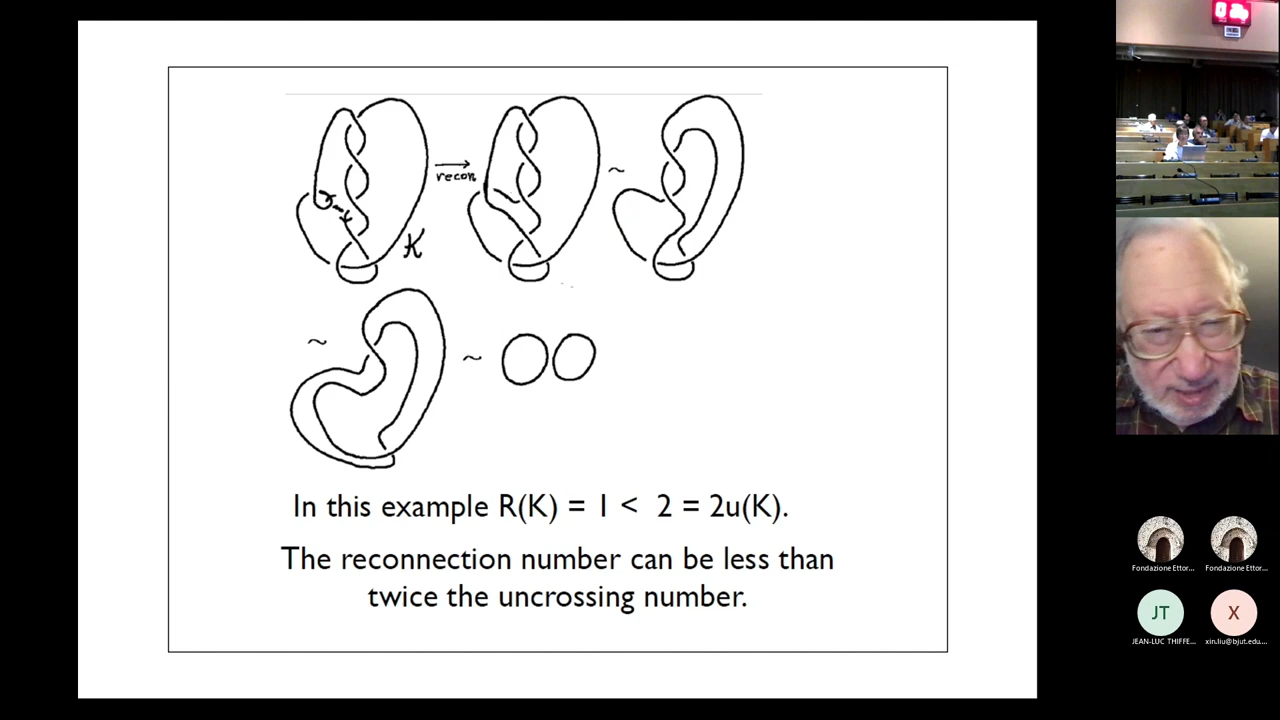 recon
K
~
~
~
In this example R(K) = 1 < 2 = 2u(K).
The reconnection number can be less than
twice the uncrossing number.
Fondazione Ettor...
Fondazione Ettor...
JT
X
JEAN-LUC THIFFE...
xin.liu@bjut.edu...